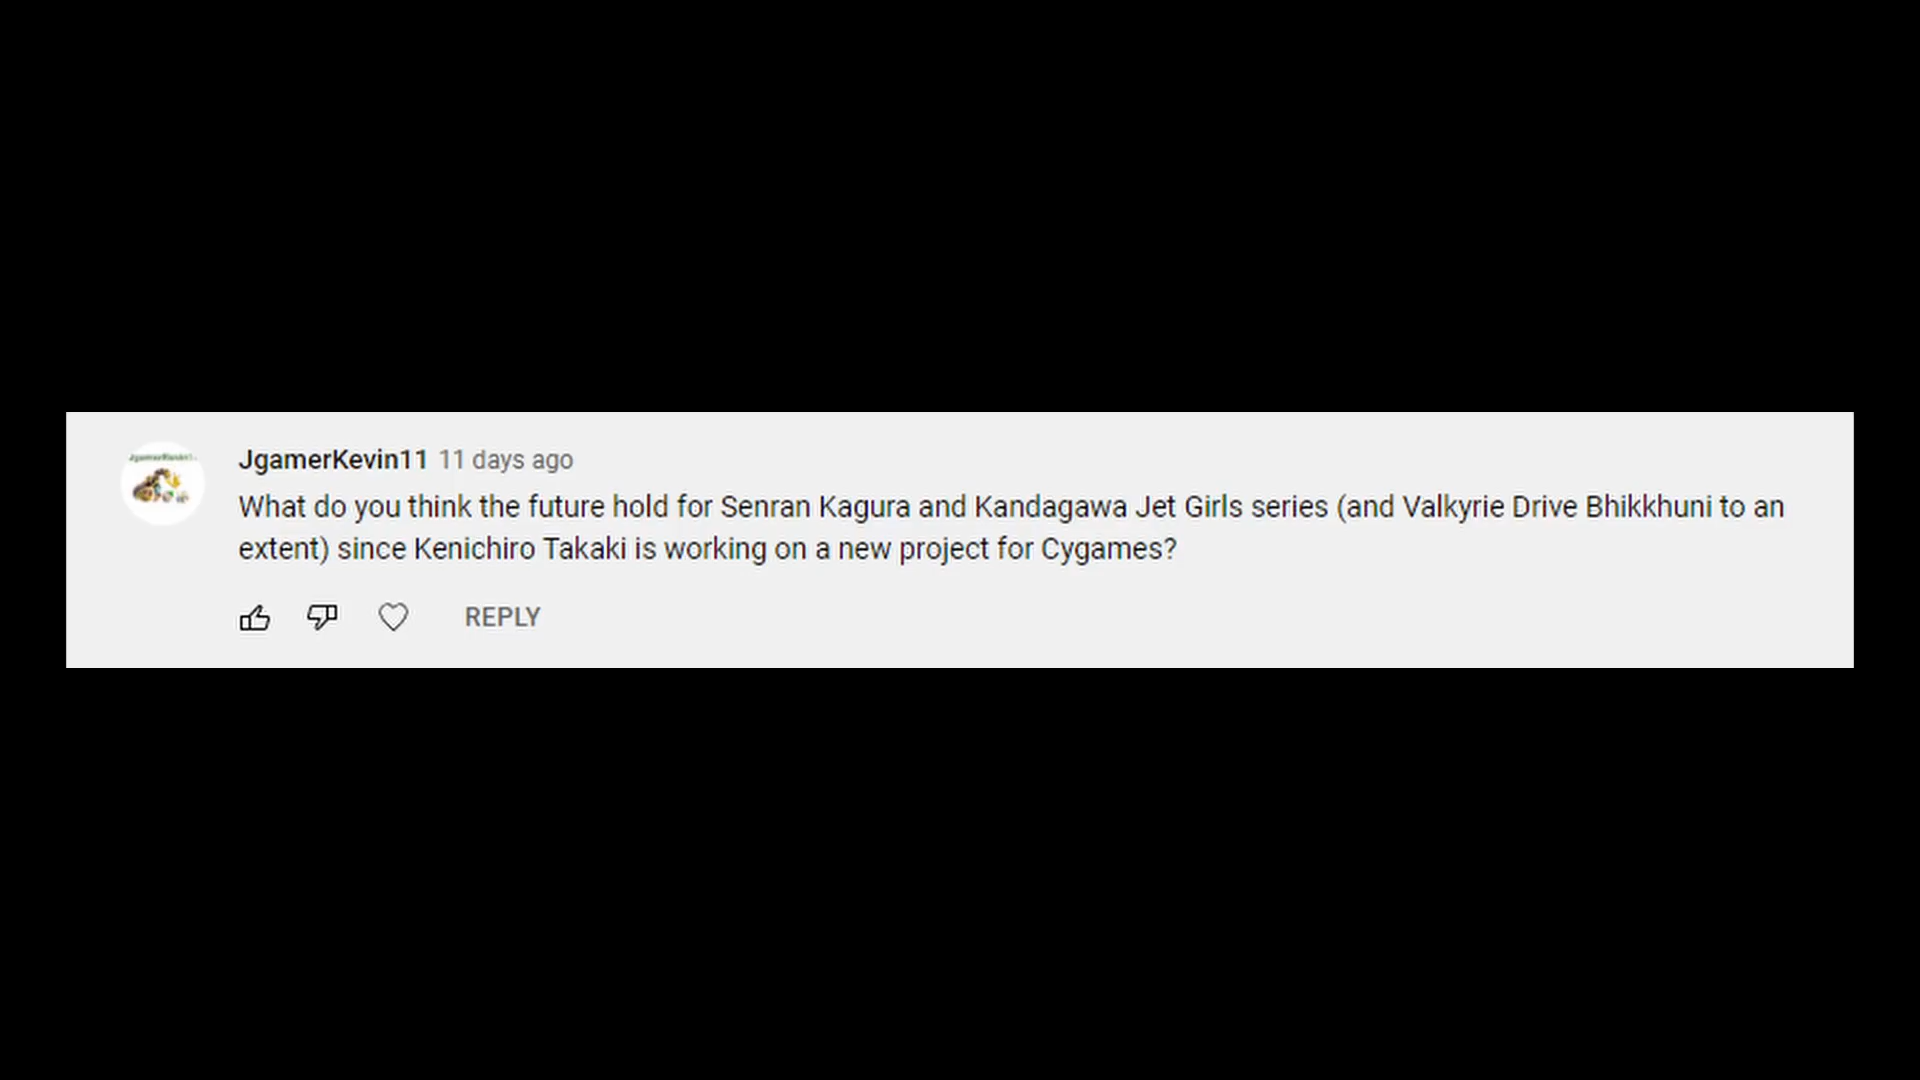 JgamerKevin11 11 days ago
What do you think the future hold for Senran Kagura and Kandagawa Jet Girls series (and Valkyrie Drive Bhikkhuni to an
extent) since Kenichiro Takaki is working on a new project for Cygames?
REPLY